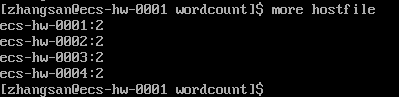 [zhangsan@ecs-hw-0001 wordcount]$ more hostfile
ecs-hw-0001:2
ecs-hw-0002:2
ecs-hw-0003:2
ecs-hw-0004:2
[zhangsan@ecs-hw-0001 wordcount]$